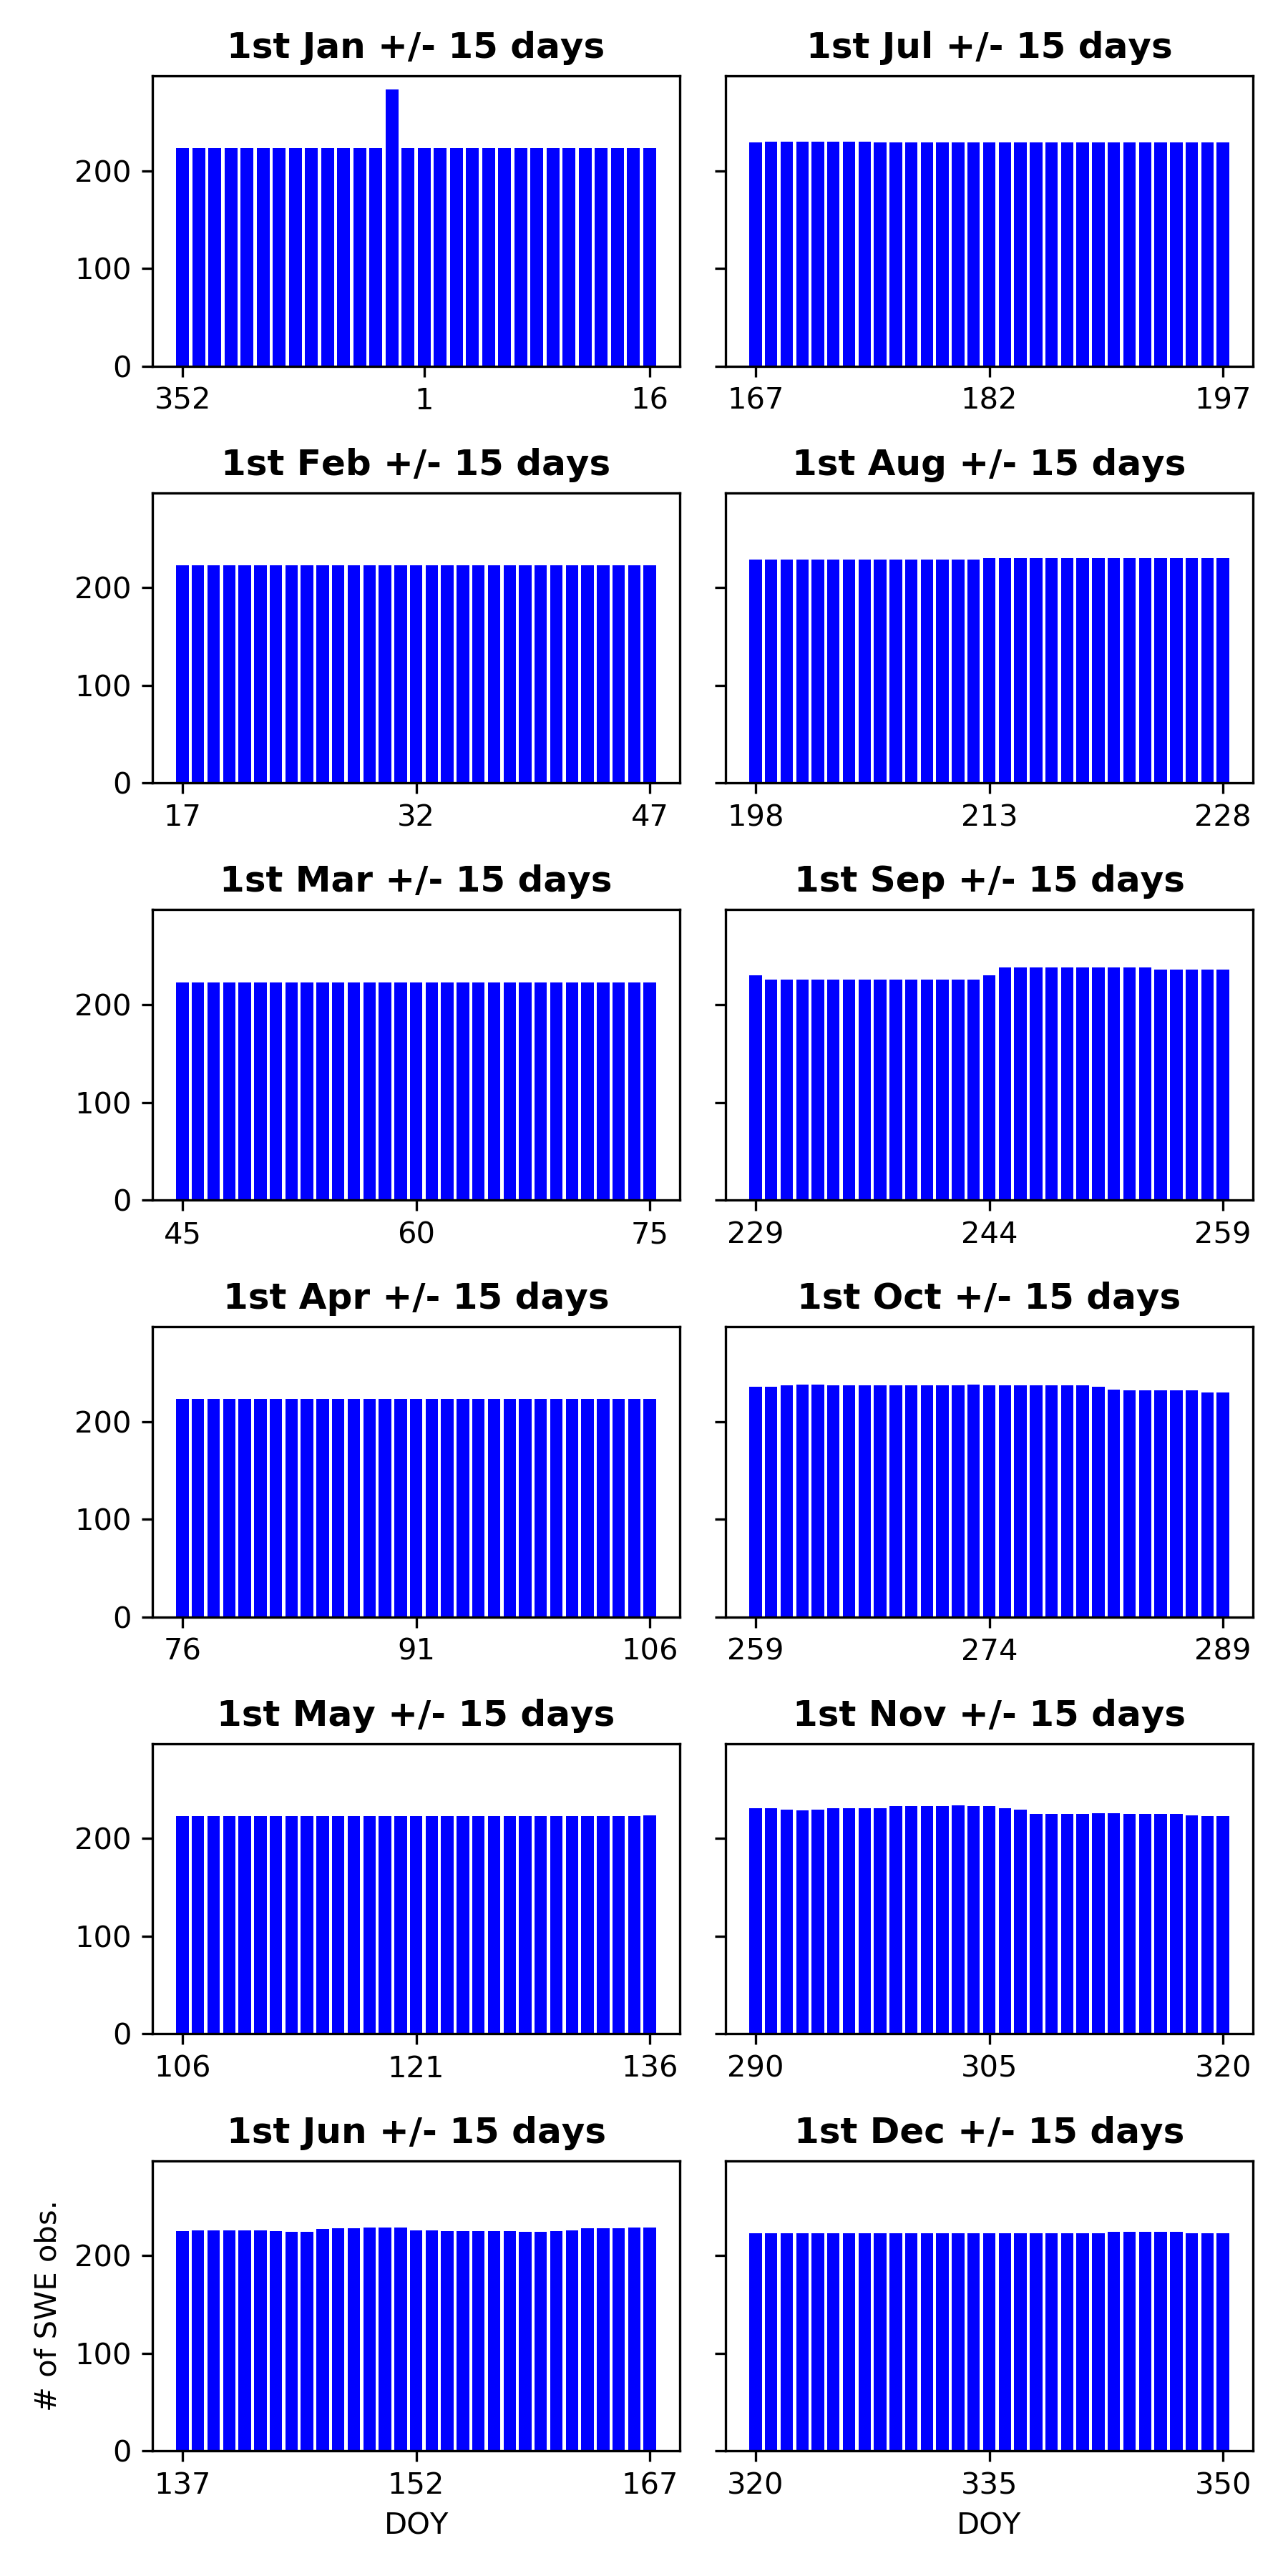 1st Jan +/- 15 days
1st Jul +/- 15 days
200
100
0
352 1 16
167 182 197
1st Feb +/- 15 days
1st Aug +/- 15 days
200
100
0
17 32 47
198 213 228
1st Mar +/- 15 days
1st Sep +/- 15 days
200
100
0
45 60 75
229 244 259
1st Apr +/- 15 days
1st Oct +/- 15 days
200
100
0
76 91 106
259 274 289
1st May +/- 15 days
1st Nov +/- 15 days
200
100
0
106 121 136
290 305 320
1st Jun +/- 15 days
1st Dec +/- 15 days
# of SWE obs.
200
100
0
137 152 167
320 335 350
DOY
DOY